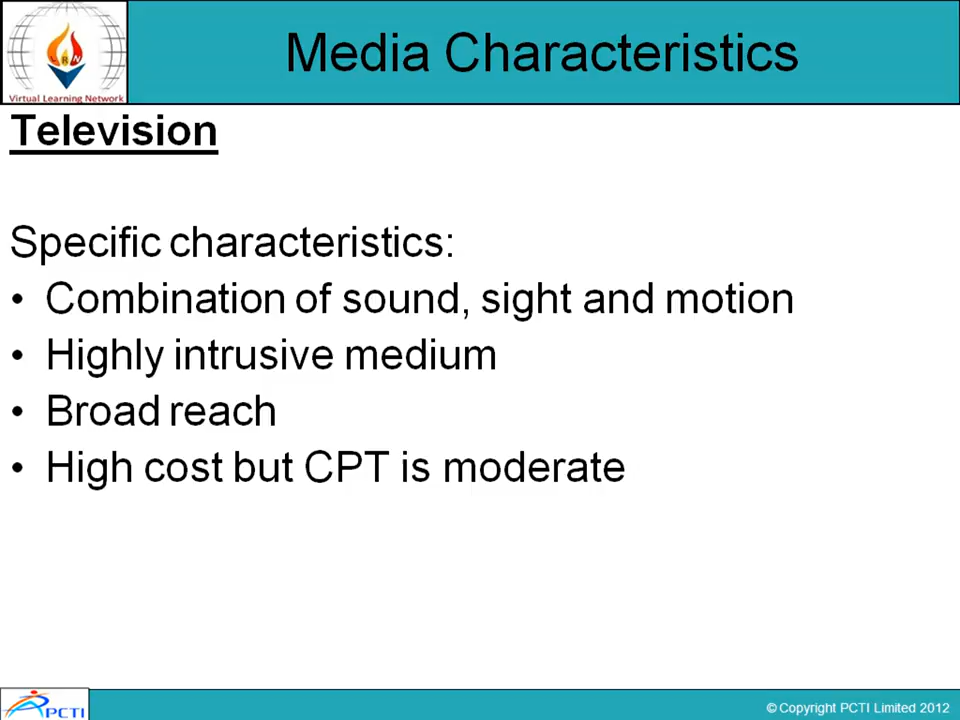 Media Characteristics
LRN
Virtual Learning Network
Television
Specific characteristics:
• Combination of sound, sight and motion
• Highly intrusive medium
• Broad reach
• High cost but CPT is moderate
PCTI
© Copyright PCTI Limited 2012